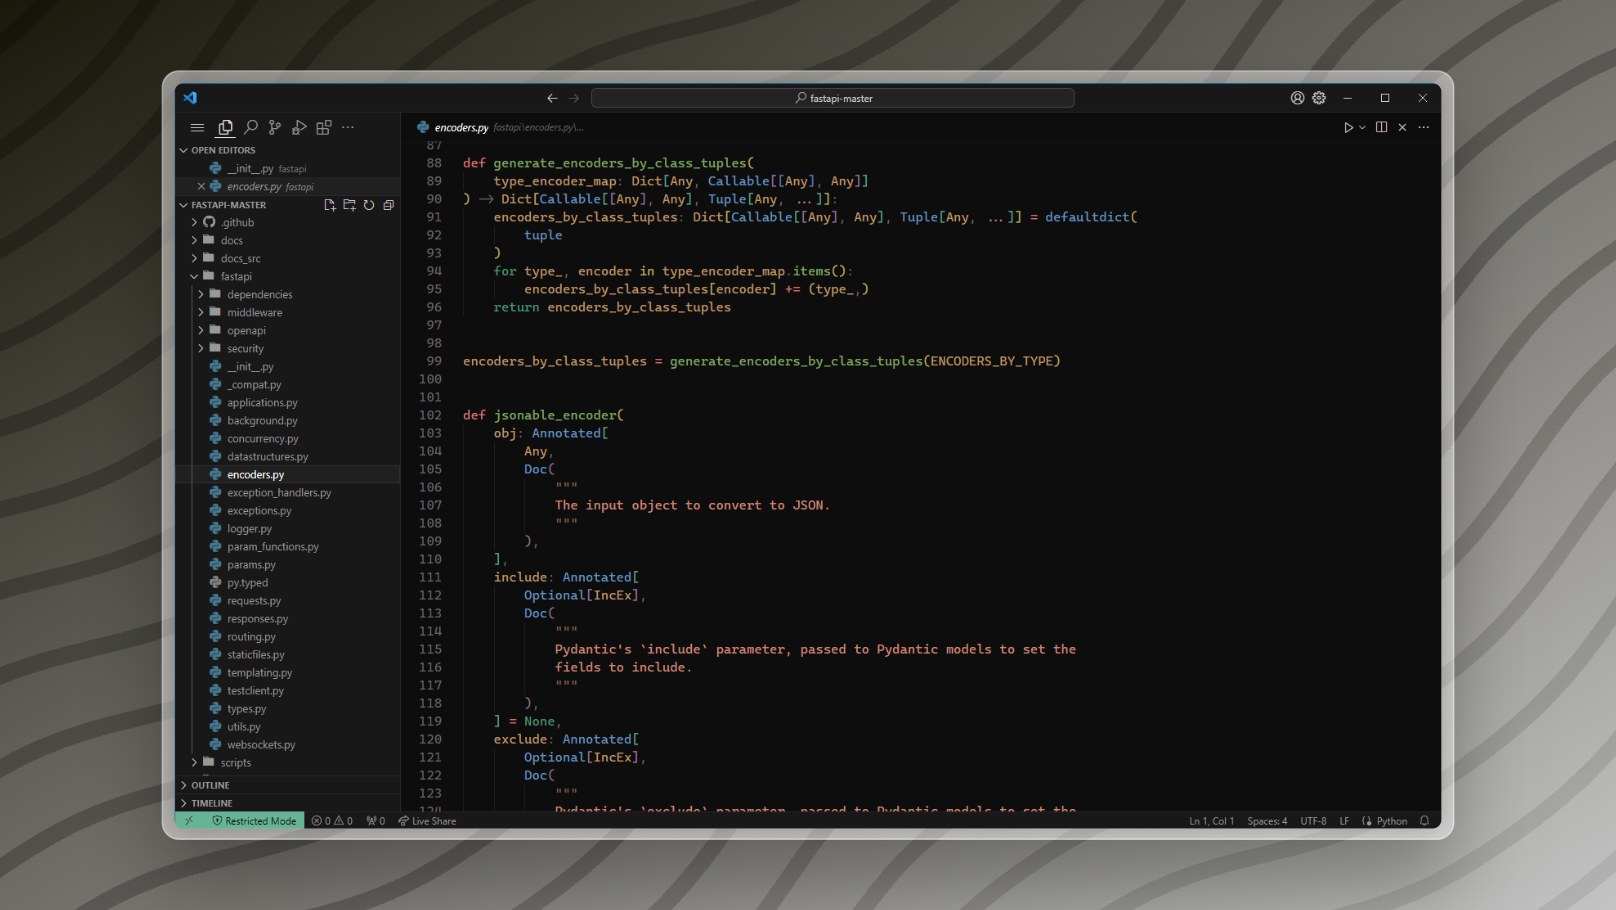 fastapi-master
OPEN EDITORS
__init__.py fastapi
encoders.py fastapi
FASTAPI-MASTER
.github
docs
docs_src
fastapi
dependencies
middleware
openapi
security
__init__.py
_compat.py
applications.py
background.py
concurrency.py
datastructures.py
encoders.py
exception_handlers.py
exceptions.py
logger.py
param_functions.py
params.py
py.typed
requests.py
responses.py
routing.py
staticfiles.py
templating.py
testclient.py
types.py
utils.py
websockets.py
scripts
OUTLINE
TIMELINE
encoders.py fastapi\encoders.py\...
87
88 def generate_encoders_by_class_tuples(
89     type_encoder_map: Dict[Any, Callable[[Any], Any]]
90 ) -> Dict[Callable[[Any], Any], Tuple[Any, ...]]:
91     encoders_by_class_tuples: Dict[Callable[[Any], Any], Tuple[Any, ...]] = defaultdict(
92         tuple
93     )
94     for type_, encoder in type_encoder_map.items():
95         encoders_by_class_tuples[encoder] += (type_,)
96     return encoders_by_class_tuples
97
98
99 encoders_by_class_tuples = generate_encoders_by_class_tuples(ENCODERS_BY_TYPE)
100
101
102 def jsonable_encoder(
103     obj: Annotated[
104         Any,
105         Doc(
106             """
107             The input object to convert to JSON.
108             """
109         ),
110     ],
111     include: Annotated[
112         Optional[IncEx],
113         Doc(
114             """
115             Pydantic's `include` parameter, passed to Pydantic models to set the
116             fields to include.
117             """
118         ),
119     ] = None,
120     exclude: Annotated[
121         Optional[IncEx],
122         Doc(
123             """
124             Pydantic's `exclude` parameter, passed to Pydantic models to set the
Restricted Mode 0 0 0 Live Share Ln 1, Col 1 Spaces: 4 UTF-8 LF Python